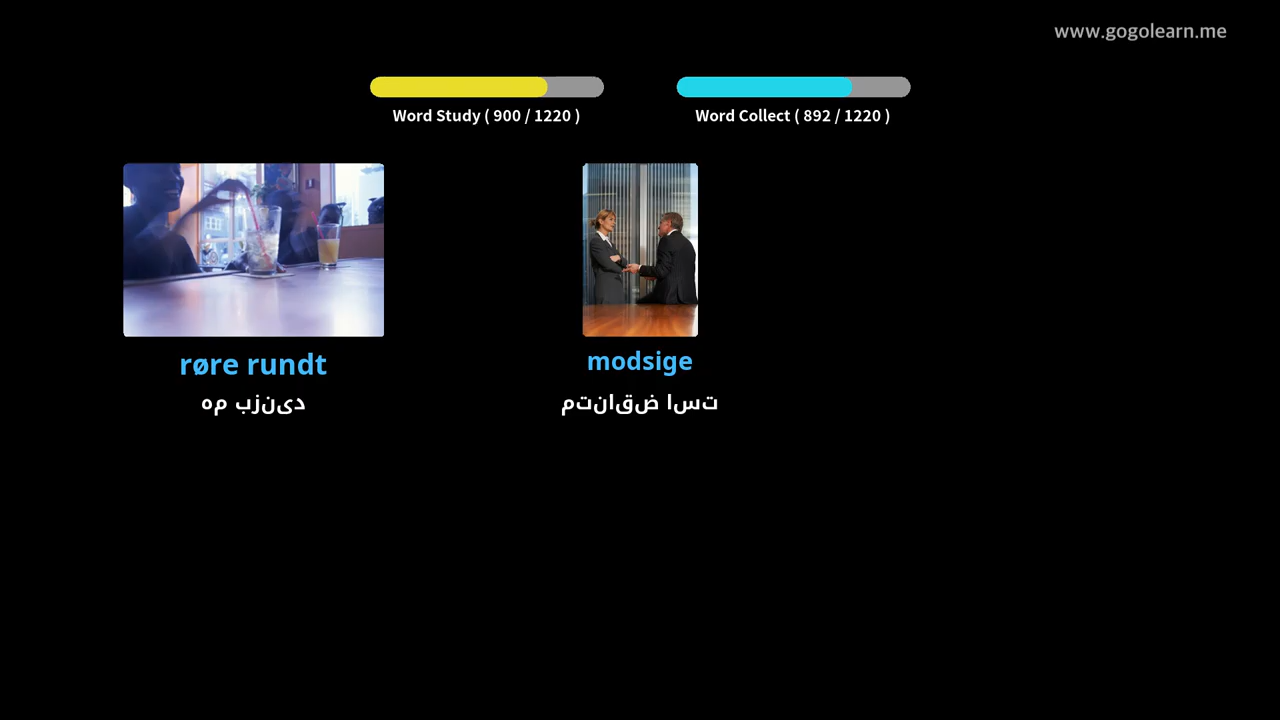 www.gogolearn.me
Word Study ( 900 / 1220 )
Word Collect ( 892 / 1220 )
røre rundt
هم بزنید
modsige
متناقض است